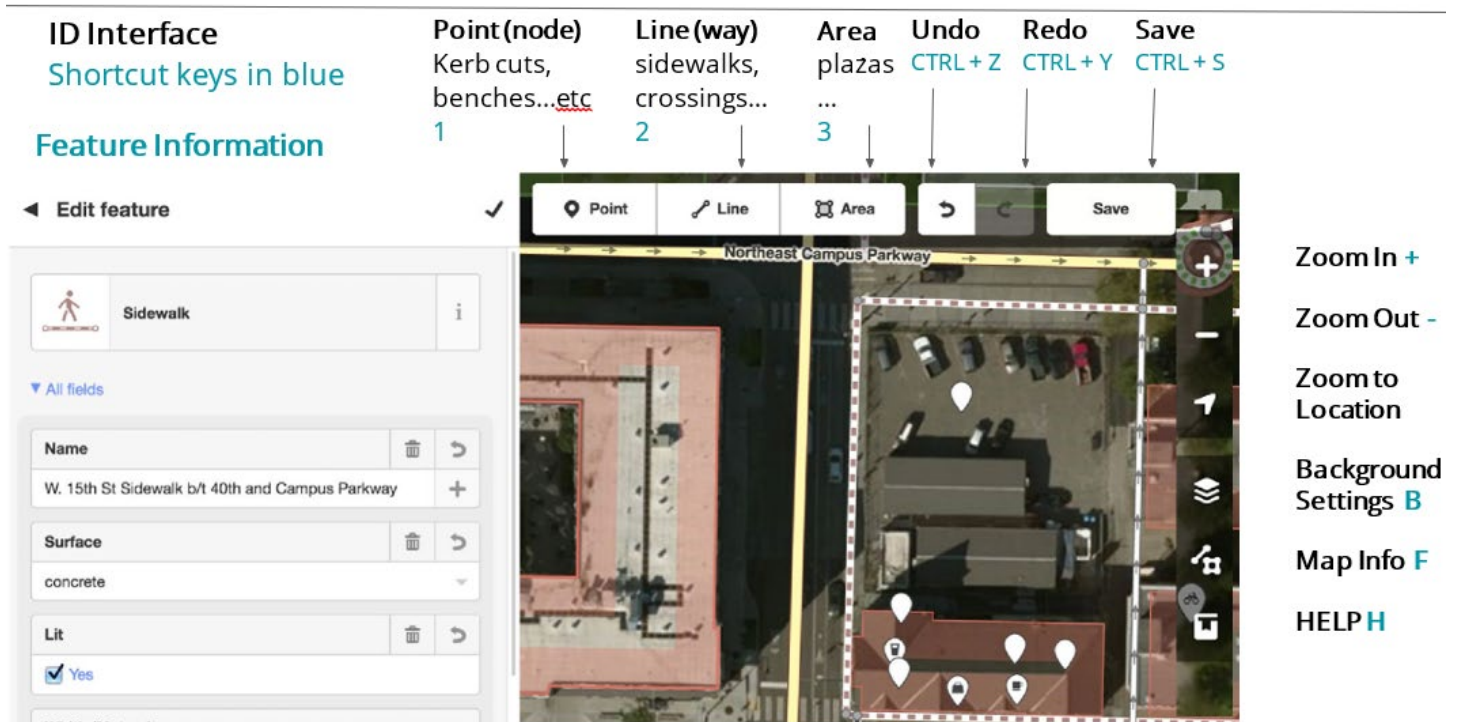 ID Interface
Shortcut keys in blue
Feature Information
Point (node)
Kerb cuts,
benches...etc
1
Line (way)
sidewalks,
crossings...
2
Area
plazas
...
3
Undo
CTRL + Z
Redo
CTRL + Y
Save
CTRL + S
Edit feature
Point
Line
Area
Save
Sidewalk
i
All fields
Name
W. 15th St Sidewalk b/t 40th and Campus Parkway
Surface
concrete
Lit
Yes
Northeast Campus Parkway
Zoom In +
Zoom Out -
Zoom to
Location
Background
Settings B
Map Info F
HELP H